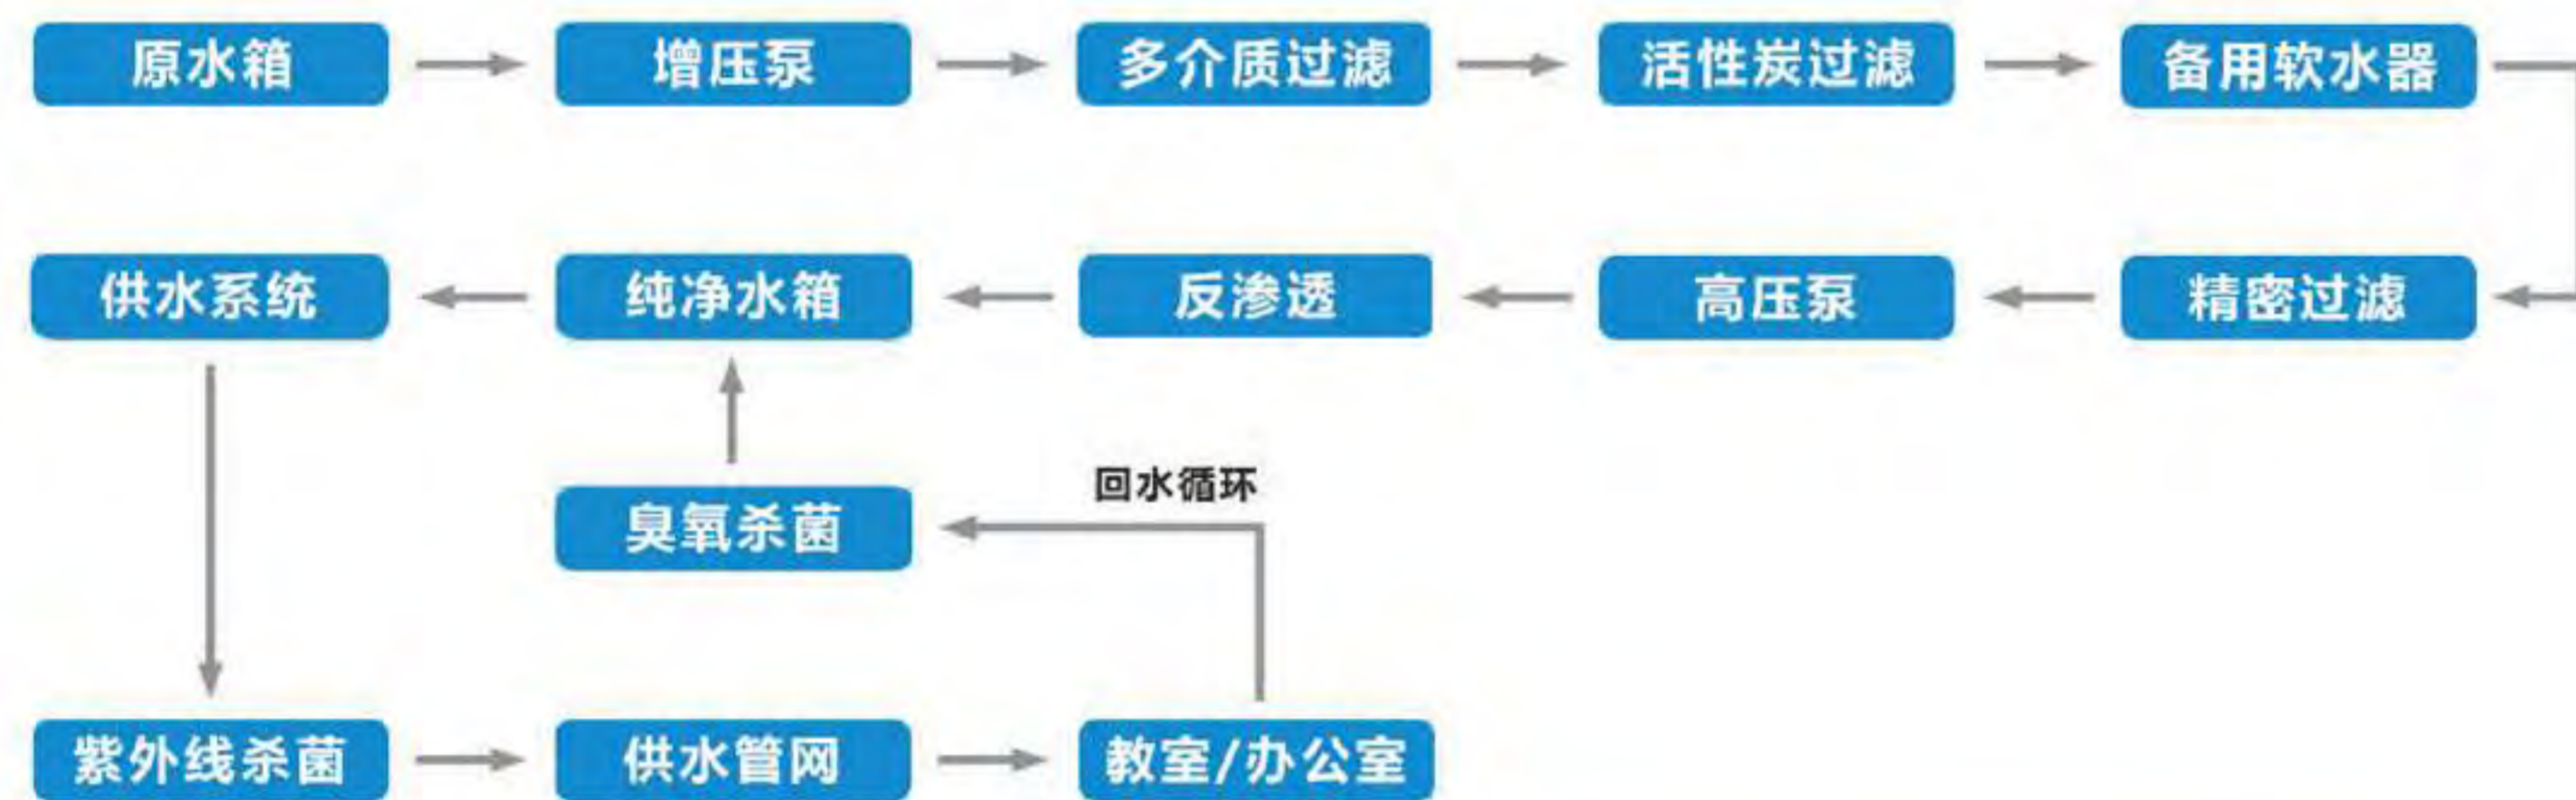 原水箱
增压泵
多介质过滤
活性炭过滤
备用软水器
供水系统
纯净水箱
反渗透
高压泵
精密过滤
回水循环
臭氧杀菌
紫外线杀菌
供水管网
教室/办公室